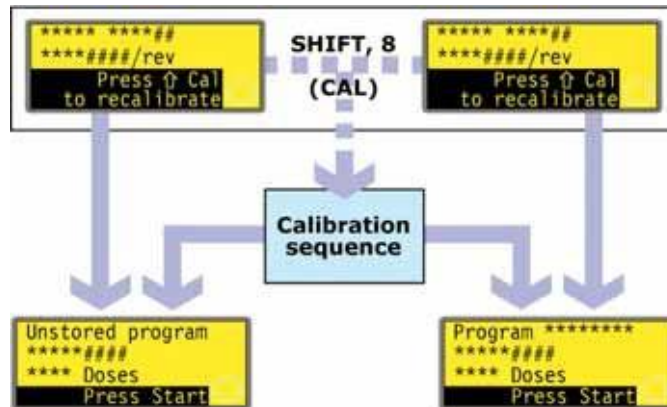 ***** ****##
****####/rev
Press ⇧ Cal
to recalibrate
SHIFT, 8
(CAL)
***** ****##
****####/rev
Press ⇧ Cal
to recalibrate
Calibration
sequence
Unstored program
*****####
**** Doses
Press Start
Program ********
*****####
**** Doses
Press Start